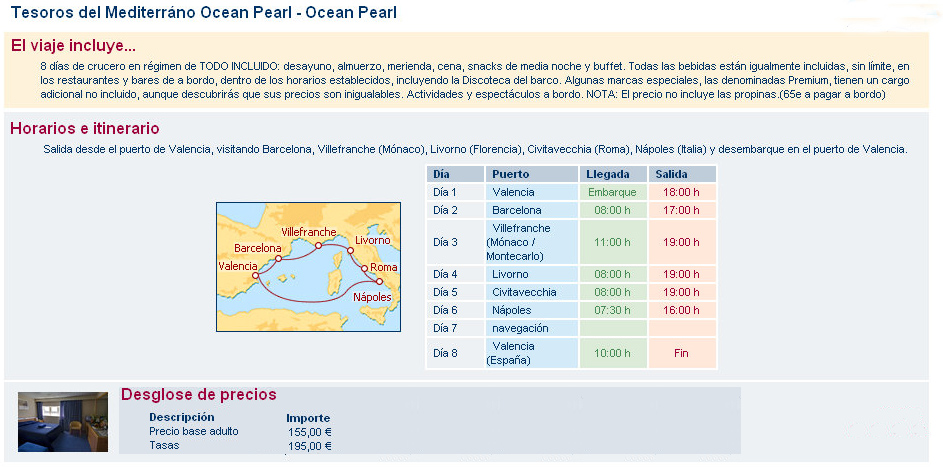 Tesoros del Mediterráno Ocean Pearl - Ocean Pearl
El viaje incluye...
8 días de crucero en régimen de TODO INCLUIDO: desayuno, almuerzo, merienda, cena, snacks de media noche y buffet. Todas las bebidas están igualmente incluidas, sin límite, en
los restaurantes y bares de a bordo, dentro de los horarios establecidos, incluyendo la Discoteca del barco. Algunas marcas especiales, las denominadas Premium, tienen un cargo
adicional no incluido, aunque descubrirás que sus precios son inigualables. Actividades y espectáculos a bordo. NOTA: El precio no incluye las propinas.(65e a pagar a bordo)
Horarios e itinerario
Salida desde el puerto de Valencia, visitando Barcelona, Villefranche (Mónaco), Livorno (Florencia), Civitavecchia (Roma), Nápoles (Italia) y desembarque en el puerto de Valencia.
Villefranche
Livorno
Barcelona
Valencia
Roma
Nápoles
Día Puerto Llegada Salida
Día 1 Valencia Embarque 18:00 h
Día 2 Barcelona 08:00 h 17:00 h
Día 3 Villefranche
(Mónaco /
Montecarlo) 11:00 h 19:00 h
Día 4 Livorno 08:00 h 19:00 h
Día 5 Civitavecchia 08:00 h 19:00 h
Día 6 Nápoles 07:30 h 16:00 h
Día 7 navegación
Día 8 Valencia
(España) 10:00 h Fin
Desglose de precios
Descripción Importe
Precio base adulto 155,00 €
Tasas 195,00 €